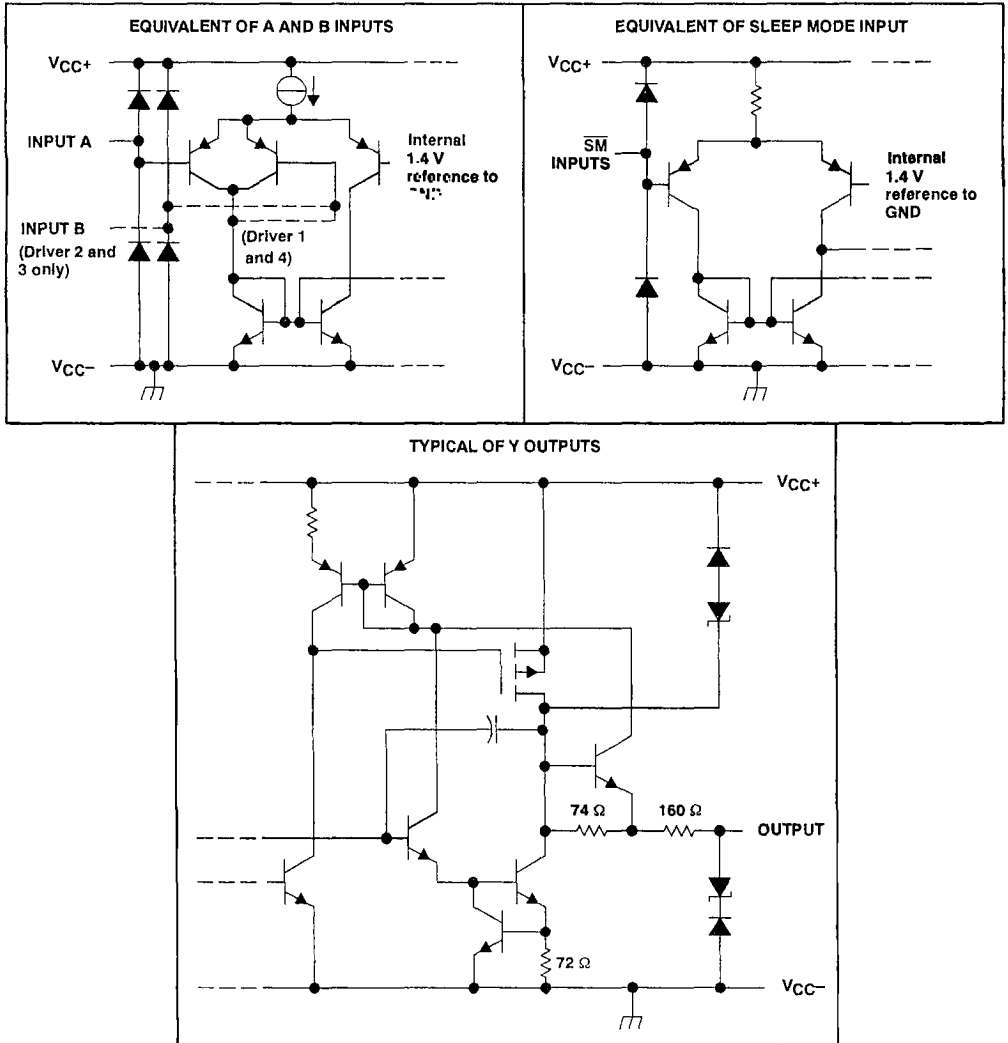 EQUIVALENT OF A AND B INPUTS
VCC+
INPUT A
Internal
1.4 V
reference to
INPUT B
(Driver 2 and
3 only)
(Driver 1
and 4)
VCC−
EQUIVALENT OF SLEEP MODE INPUT
VCC+
SM
INPUTS
Internal
1.4 V
reference to
GND
VCC−
TYPICAL OF Y OUTPUTS
VCC+
74 Ω
160 Ω
OUTPUT
72 Ω
VCC−